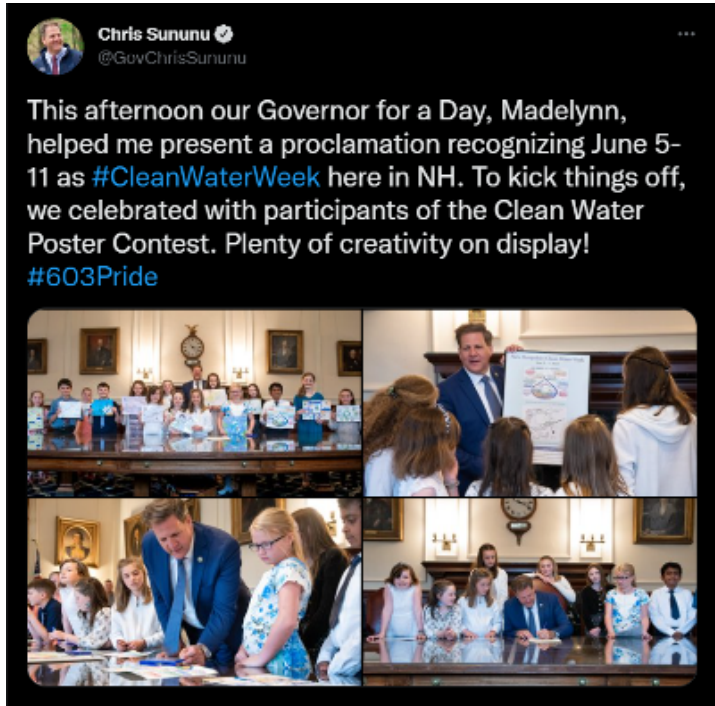 Chris Sununu
@GovChrisSununu
This afternoon our Governor for a Day, Madelynn,
helped me present a proclamation recognizing June 5-
11 as #CleanWaterWeek here in NH. To kick things off,
we celebrated with participants of the Clean Water
Poster Contest. Plenty of creativity on display!
#603Pride